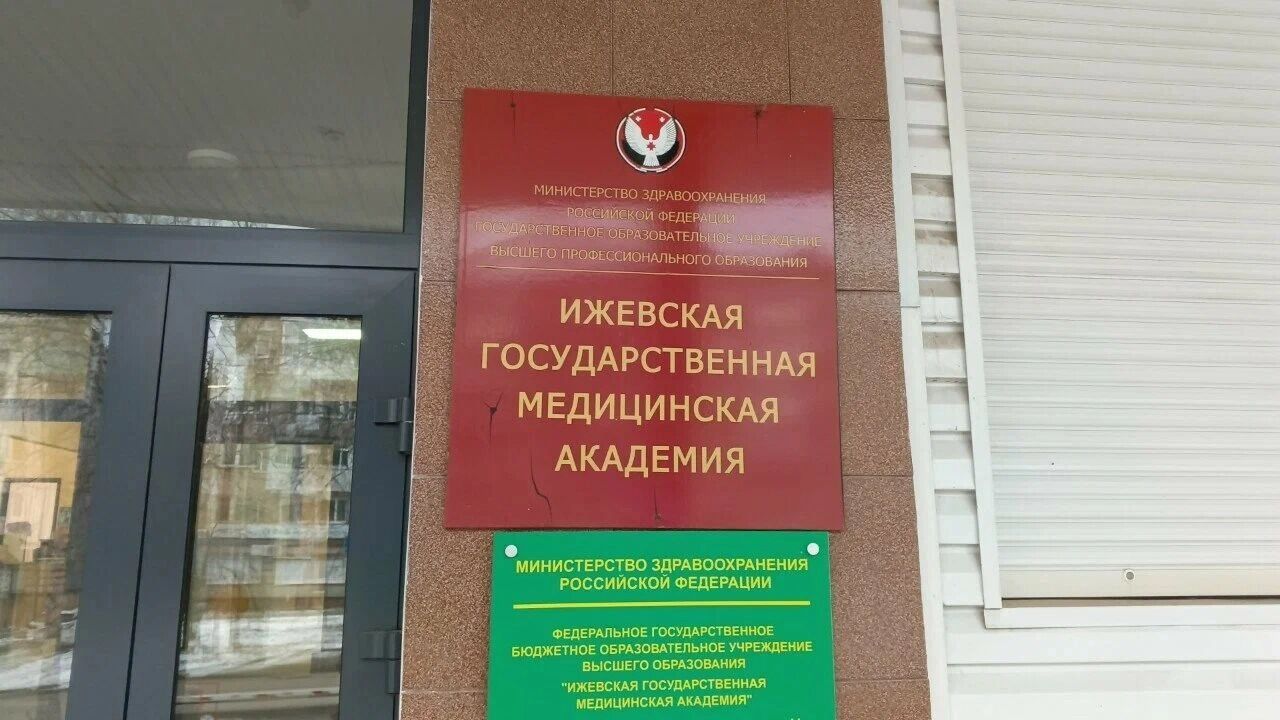 МИНИСТЕРСТВО ЗДРАВООХРАНЕНИЯ
РОССИЙСКОЙ ФЕДЕРАЦИИ
ГОСУДАРСТВЕННОЕ ОБРАЗОВАТЕЛЬНОЕ УЧРЕЖДЕНИЕ
ВЫСШЕГО ПРОФЕССИОНАЛЬНОГО ОБРАЗОВАНИЯ
ИЖЕВСКАЯ
ГОСУДАРСТВЕННАЯ
МЕДИЦИНСКАЯ
АКАДЕМИЯ
МИНИСТЕРСТВО ЗДРАВООХРАНЕНИЯ
РОССИЙСКОЙ ФЕДЕРАЦИИ
ФЕДЕРАЛЬНОЕ ГОСУДАРСТВЕННОЕ
БЮДЖЕТНОЕ ОБРАЗОВАТЕЛЬНОЕ УЧРЕЖДЕНИЕ
ВЫСШЕГО ОБРАЗОВАНИЯ
"ИЖЕВСКАЯ ГОСУДАРСТВЕННАЯ
МЕДИЦИНСКАЯ АКАДЕМИЯ"